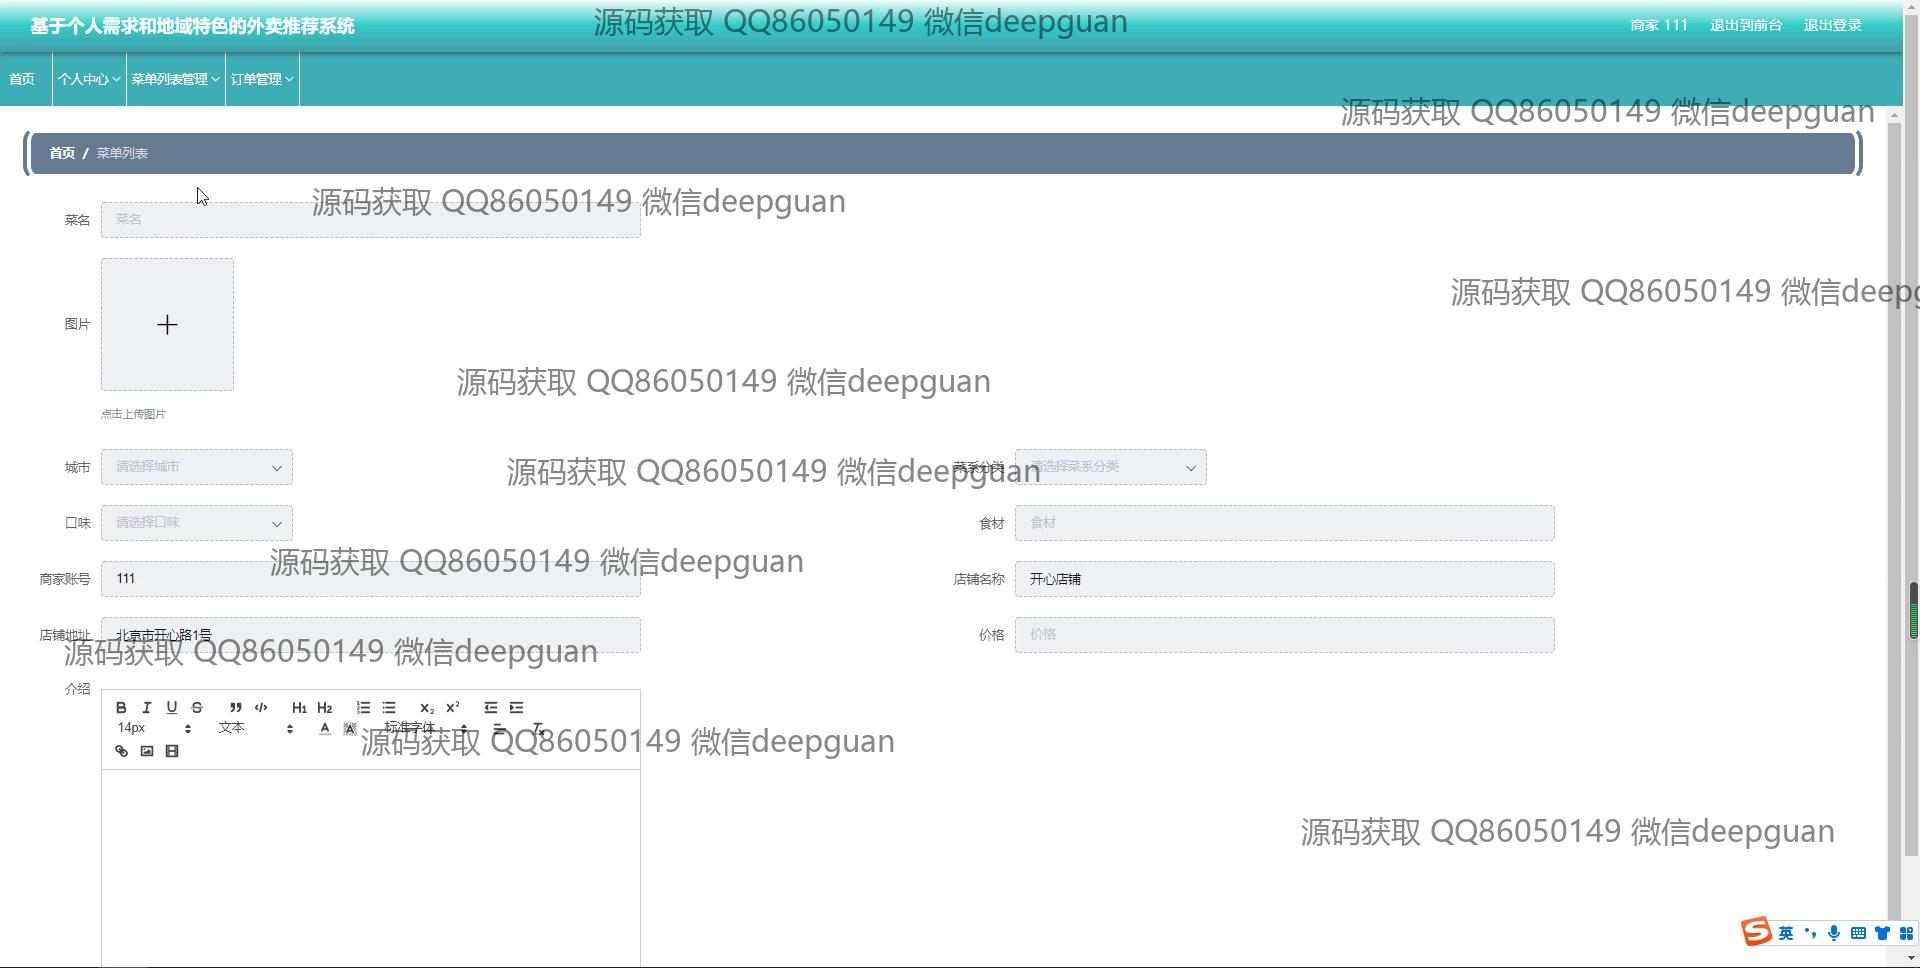 基于个人需求和地域特色的外卖推荐系统
源码获取 QQ86050149 微信deepguan
商家 111 退出到前台 退出登录
首页 个人中心 菜单列表管理 订单管理
源码获取 QQ86050149 微信deepguan
首页 / 菜单列表
源码获取 QQ86050149 微信deepguan
菜名 菜名
源码获取 QQ86050149 微信deepg
图片
源码获取 QQ86050149 微信deepguan
点击上传图片
城市 请选择城市
源码获取 QQ86050149 微信deepguan
菜系分类 请选择菜系分类
口味 请选择口味
食材 食材
源码获取 QQ86050149 微信deepguan
商家账号 111
店铺名称 开心店铺
店铺地址 北京市开心路1号
价格 价格
源码获取 QQ86050149 微信deepguan
介绍
B I U S H1 H2 X2 X2
14px 文本 A A 标准字体 Tx
源码获取 QQ86050149 微信deepguan
源码获取 QQ86050149 微信deepguan
S 英